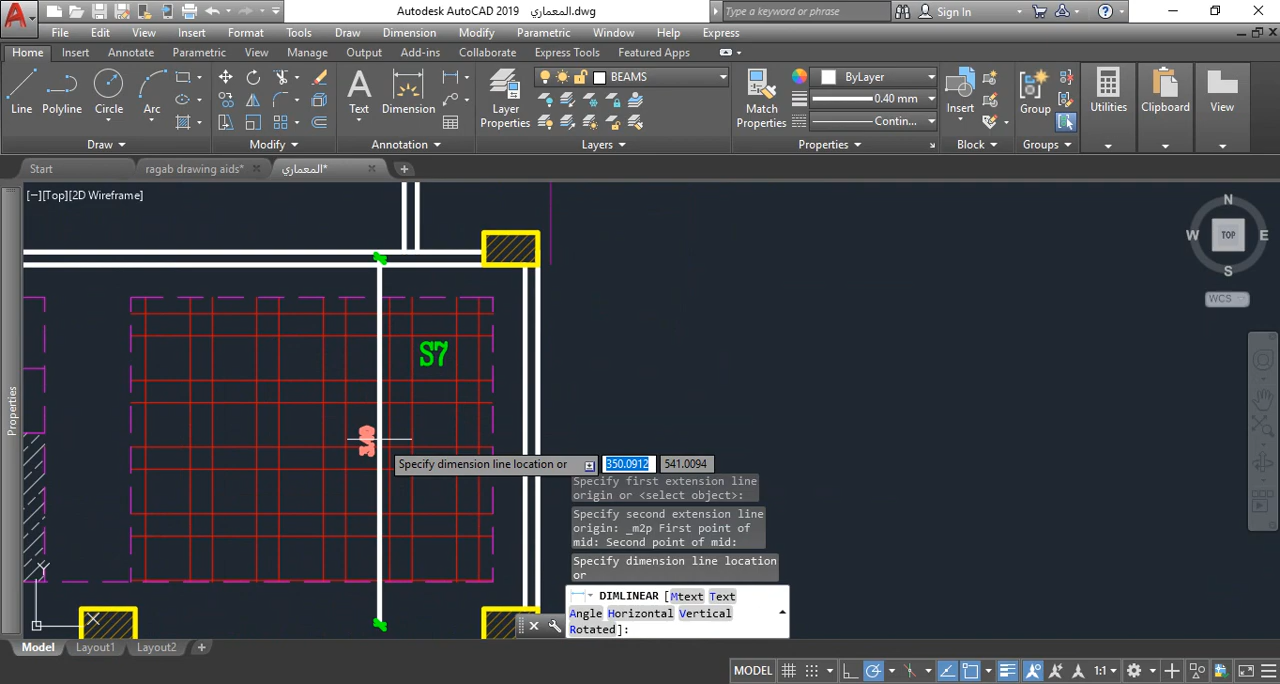 Autodesk AutoCAD 2019 المعماري.dwg
Type a keyword or phrase
Sign In
File Edit View Insert Format Tools Draw Dimension Modify Parametric Window Help Express
Home Insert Annotate Parametric View Manage Output Add-ins Collaborate Express Tools Featured Apps
BEAMS
ByLayer
0.40 mm
Contin...
Line Polyline Circle Arc
Text Dimension
Layer Properties
Match Properties
Insert
Group
Utilities
Clipboard
View
Draw Modify Annotation Layers Properties Block Groups
Start ragab drawing aids* المعماري*
[−][Top][2D Wireframe]
N
W TOP E
S
WCS
Properties
S7
340
Specify dimension line location or 350.0912 541.0094
Specify first extension line
origin or <select object>:
Specify second extension line
origin: _m2p First point of
mid: Second point of mid:
Specify dimension line location
or
DIMLINEAR [Mtext Text
Angle Horizontal Vertical
Rotated]:
Y
X
Model Layout1 Layout2
MODEL 1:1